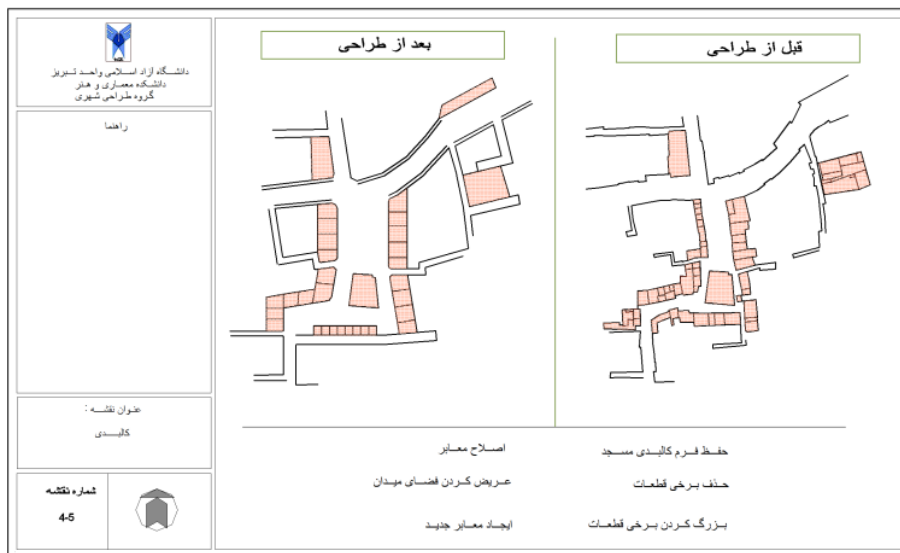 دانشگاه آزاد اسلامی واحد تبریز
دانشکده معماری و هنر
گروه طراحی شهری
راهنما
عنوان نقشه :
کالبدی
شماره نقشه
4-5
قبل از طراحی
بعد از طراحی
حفظ فرم کالبدی مسجد
حذف برخی قطعات
بزرگ کردن برخی قطعات
اصلاح معابر
عریض کردن فضای میدان
ایجاد معابر جدید